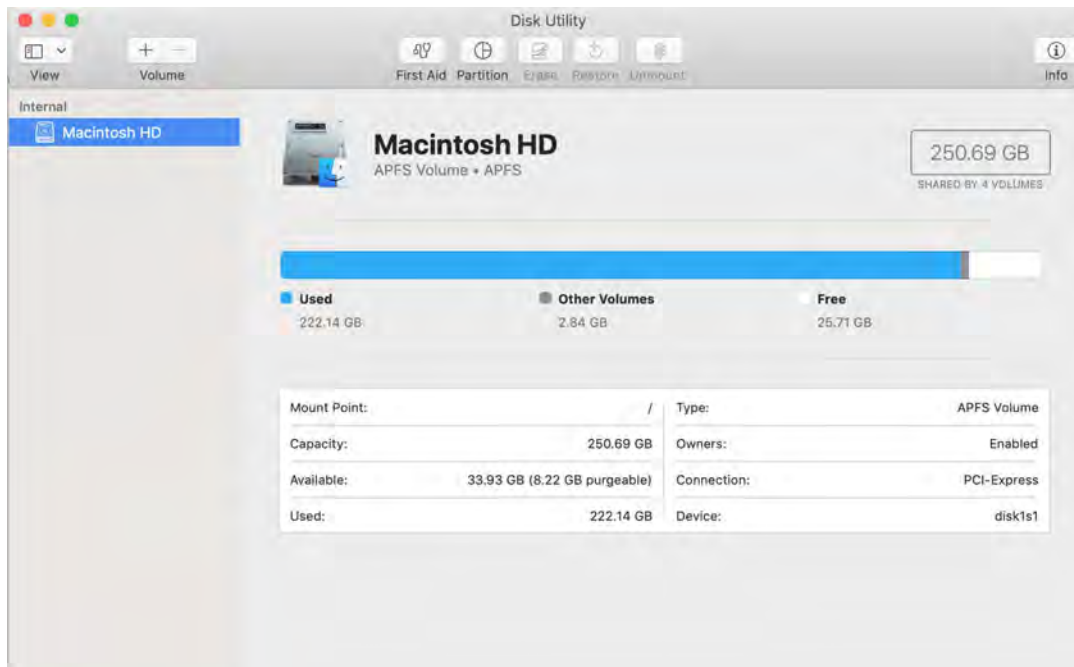 Disk Utility
View
Volume
First Aid Partition Erase Restore Unmount
Info
Internal
Macintosh HD
Macintosh HD
APFS Volume • APFS
250.69 GB
SHARED BY 4 VOLUMES
Used
222.14 GB
Other Volumes
2.84 GB
Free
25.71 GB
Mount Point: /
Type: APFS Volume
Capacity: 250.69 GB
Owners: Enabled
Available: 33.93 GB (8.22 GB purgeable)
Connection: PCI-Express
Used: 222.14 GB
Device: disk1s1